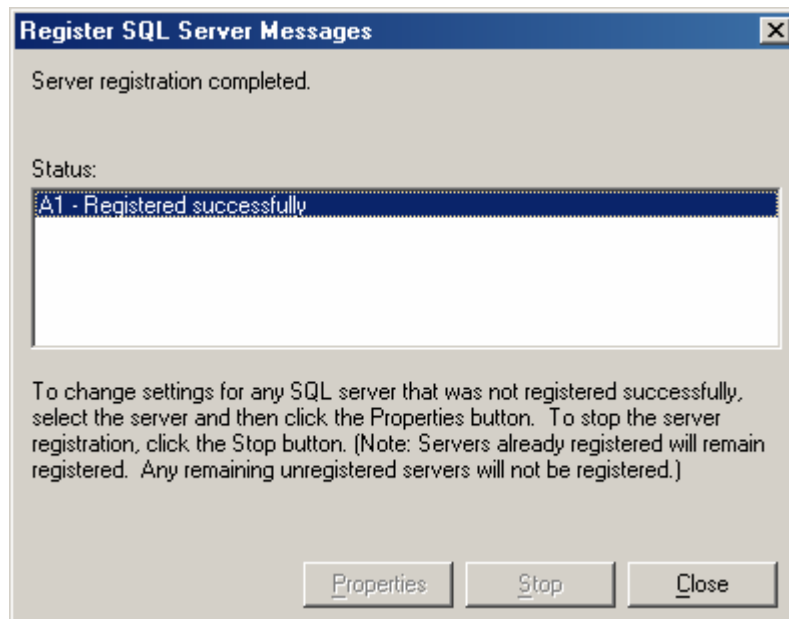 Register SQL Server Messages
Server registration completed.
Status:
A1 - Registered successfully
To change settings for any SQL server that was not registered successfully,
select the server and then click the Properties button.  To stop the server
registration, click the Stop button. (Note: Servers already registered will remain
registered.  Any remaining unregistered servers will not be registered.)
Properties Stop Close